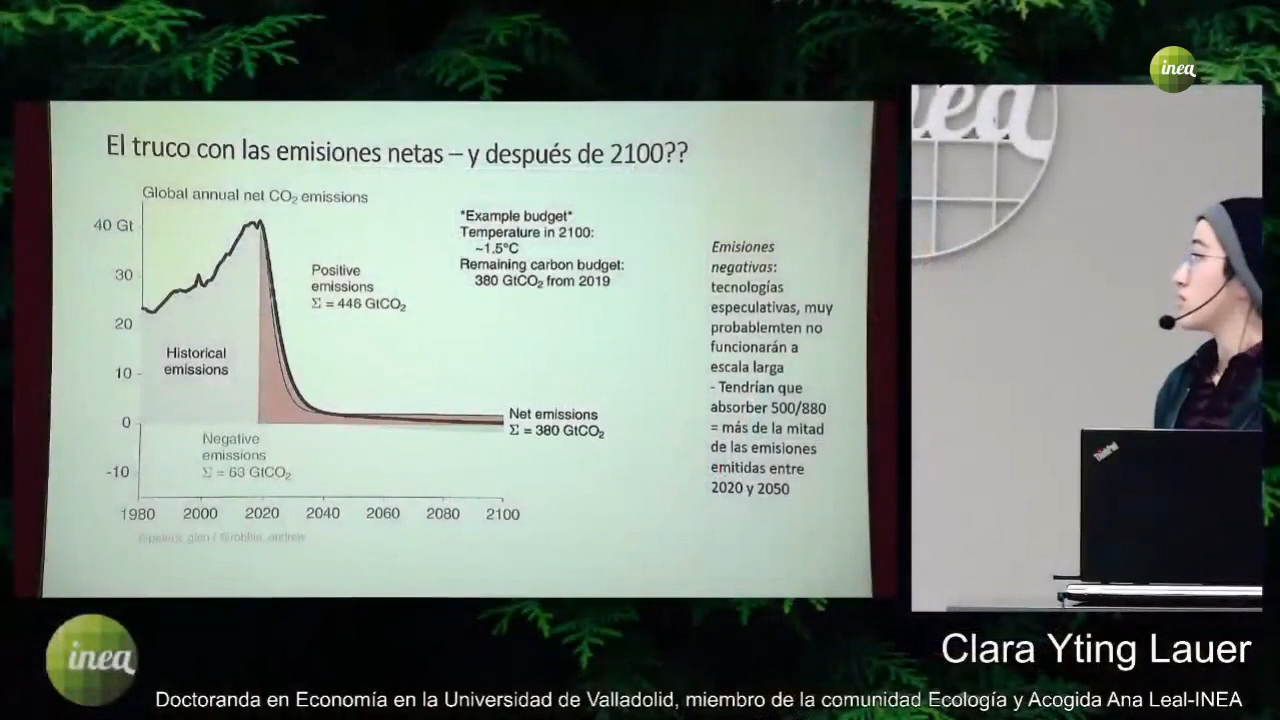 inea
El truco con las emisiones netas – y después de 2100??
Global annual net CO₂ emissions
40 Gt
30
20
10
0
-10
1980
2000
2020
2040
2060
2080
2100
Historical
emissions
Positive
emissions
Σ = 446 GtCO₂
Negative
emissions
*Example budget*
Temperature in 2100:
~1.5°C
Remaining carbon budget:
380 GtCO₂ from 2019
Net emissions
Σ = 380 GtCO₂
Emisiones
negativas:
tecnologías
especulativas, muy
probablemten no
funcionarán a
escala larga
- Tendrían que
absorber 500/880
= más de la mitad
de las emisiones
emitidas entre
2020 y 2050
ThinkPad
inea
Clara Yting Lauer
Doctoranda en Economía en la Universidad de Valladolid, miembro de la comunidad Ecología y Acogida Ana Leal-INEA